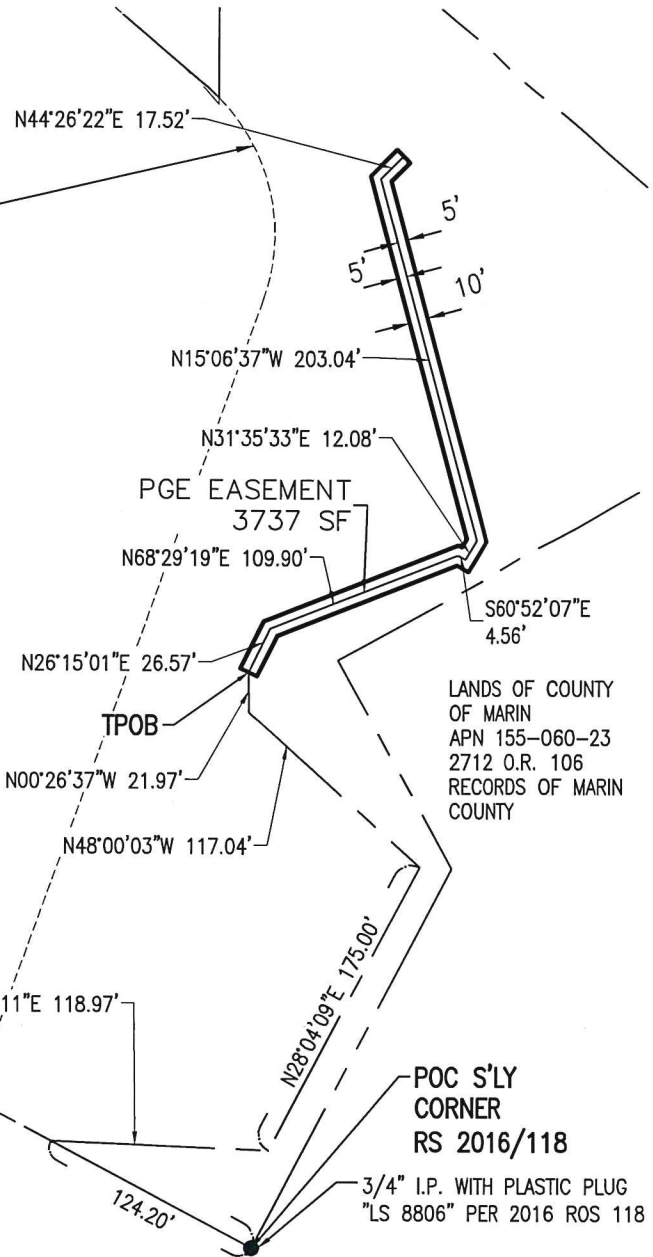 N44°26'22"E 17.52'
5'
5'
10'
N15°06'37"W 203.04'
N31°35'33"E 12.08'
PGE EASEMENT
3737 SF
N68°29'19"E 109.90'
S60°52'07"E
4.56'
N26°15'01"E 26.57'
TPOB
LANDS OF COUNTY
OF MARIN
APN 155-060-23
2712 O.R. 106
RECORDS OF MARIN
COUNTY
N00°26'37"W 21.97'
N48°00'03"W 117.04'
N28°04'09"E 175.00'
11"E 118.97'
POC S'LY
CORNER
RS 2016/118
124.20'
3/4" I.P. WITH PLASTIC PLUG
"LS 8806" PER 2016 ROS 118